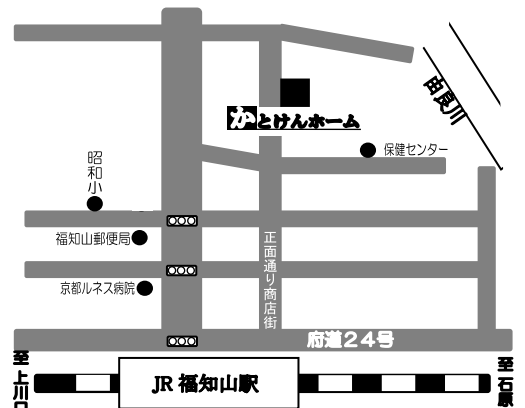 由良川
かとけんホーム
保健センター
昭和小
福知山郵便局
正面通り商店街
京都ルネス病院
府道24号
至上川口
至石原
JR 福知山駅